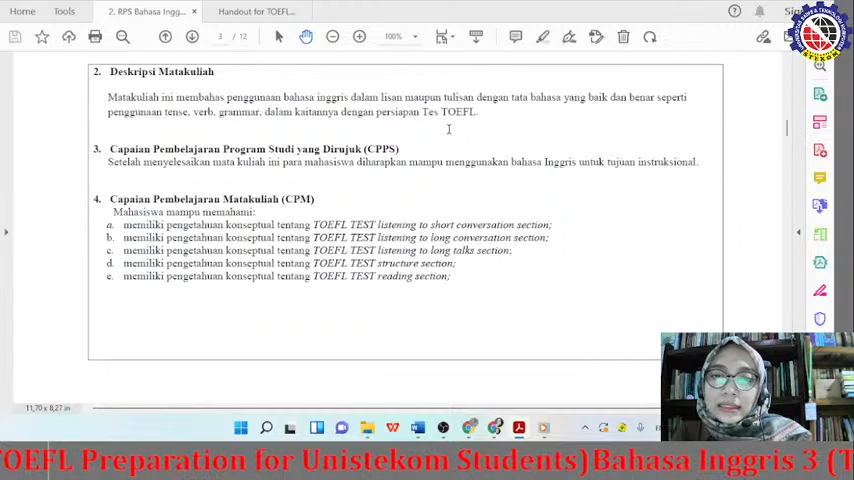 Home
Tools
2. RPS Bahasa Ingg...
Handout for TOEFL...
3 / 12
100%
2. Deskripsi Matakuliah
Matakuliah ini membahas penggunaan bahasa inggris dalam lisan maupun tulisan dengan tata bahasa yang baik dan benar seperti
penggunaan tense, verb, grammar, dalam kaitannya dengan persiapan Tes TOEFL.
3. Capaian Pembelajaran Program Studi yang Dirujuk (CPPS)
Setelah menyelesaikan mata kuliah ini para mahasiswa diharapkan mampu menggunakan bahasa Inggris untuk tujuan instruksional.
4. Capaian Pembelajaran Matakuliah (CPM)
Mahasiswa mampu memahami:
a. memiliki pengetahuan konseptual tentang TOEFL TEST listening to short conversation section;
b. memiliki pengetahuan konseptual tentang TOEFL TEST listening to long conversation section;
c. memiliki pengetahuan konseptual tentang TOEFL TEST listening to long talks section;
d. memiliki pengetahuan konseptual tentang TOEFL TEST structure section;
e. memiliki pengetahuan konseptual tentang TOEFL TEST reading section;
11,70 x 8,27 in
TOEFL Preparation for Unistekom Students) Bahasa Inggris 3 (T
STEKOM